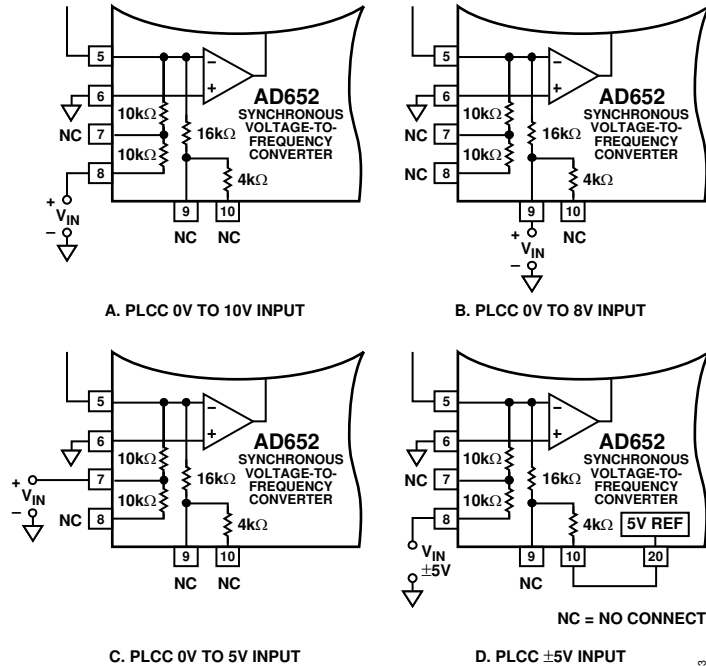 5
6
10kΩ
NC 7
10kΩ
8
+
V_IN
–
–
+
AD652
SYNCHRONOUS
VOLTAGE-TO-
FREQUENCY
CONVERTER
16kΩ
4kΩ
9 10
NC NC
A. PLCC 0V TO 10V INPUT
5
6
10kΩ
NC 7
10kΩ
NC 8
–
+
AD652
SYNCHRONOUS
VOLTAGE-TO-
FREQUENCY
CONVERTER
16kΩ
4kΩ
9 10
+
V_IN
–
NC
B. PLCC 0V TO 8V INPUT
5
6
10kΩ
+
V_IN
–
7
10kΩ
NC 8
–
+
AD652
SYNCHRONOUS
VOLTAGE-TO-
FREQUENCY
CONVERTER
16kΩ
4kΩ
9 10
NC NC
C. PLCC 0V TO 5V INPUT
5
6
10kΩ
NC 7
10kΩ
8
V_IN
±5V
–
+
AD652
SYNCHRONOUS
VOLTAGE-TO-
FREQUENCY
CONVERTER
16kΩ
4kΩ
5V REF
9 10 20
NC
NC = NO CONNECT
D. PLCC ±5V INPUT